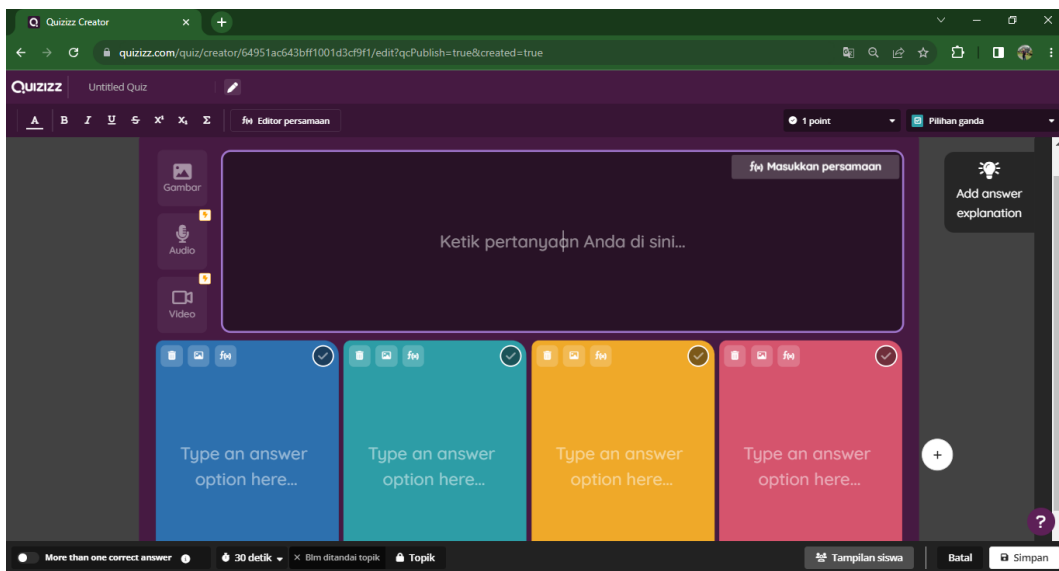 Quizizz Creator
quizizz.com/quiz/creator/64951ac643bff1001d3cf9f1/edit?qcPublish=true&created=true
QUIZIZZ Untitled Quiz
A B I U S X² X₂ Σ f(x) Editor persamaan 1 point Pilihan ganda
Gambar
Audio
Video
f(x) Masukkan persamaan
Ketik pertanyaan Anda di sini...
Add answer
explanation
f(x) f(x) f(x) f(x)
Type an answer
option here...
Type an answer
option here...
Type an answer
option here...
Type an answer
option here...
More than one correct answer 30 detik × Blm ditandai topik Topik Tampilan siswa Batal Simpan
?